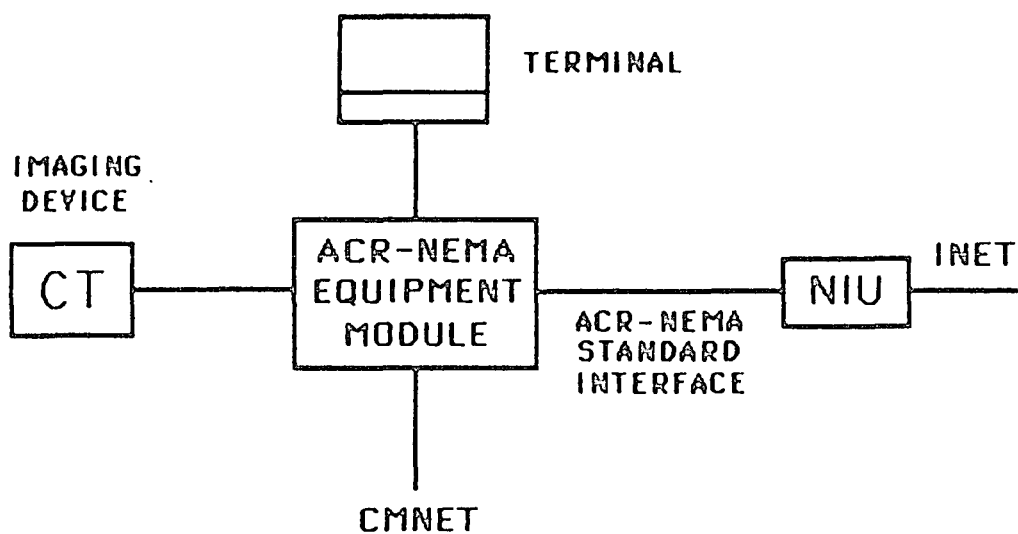 TERMINAL
IMAGING
DEVICE
CT
ACR-NEMA
EQUIPMENT
MODULE
ACR-NEMA
STANDARD
INTERFACE
NIU
INET
CMNET